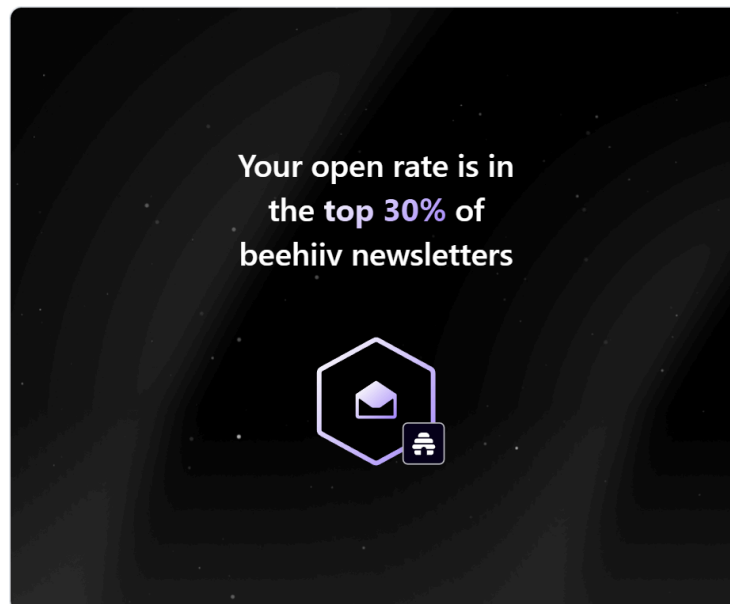 Your open rate is in
the top 30% of
beehiiv newsletters